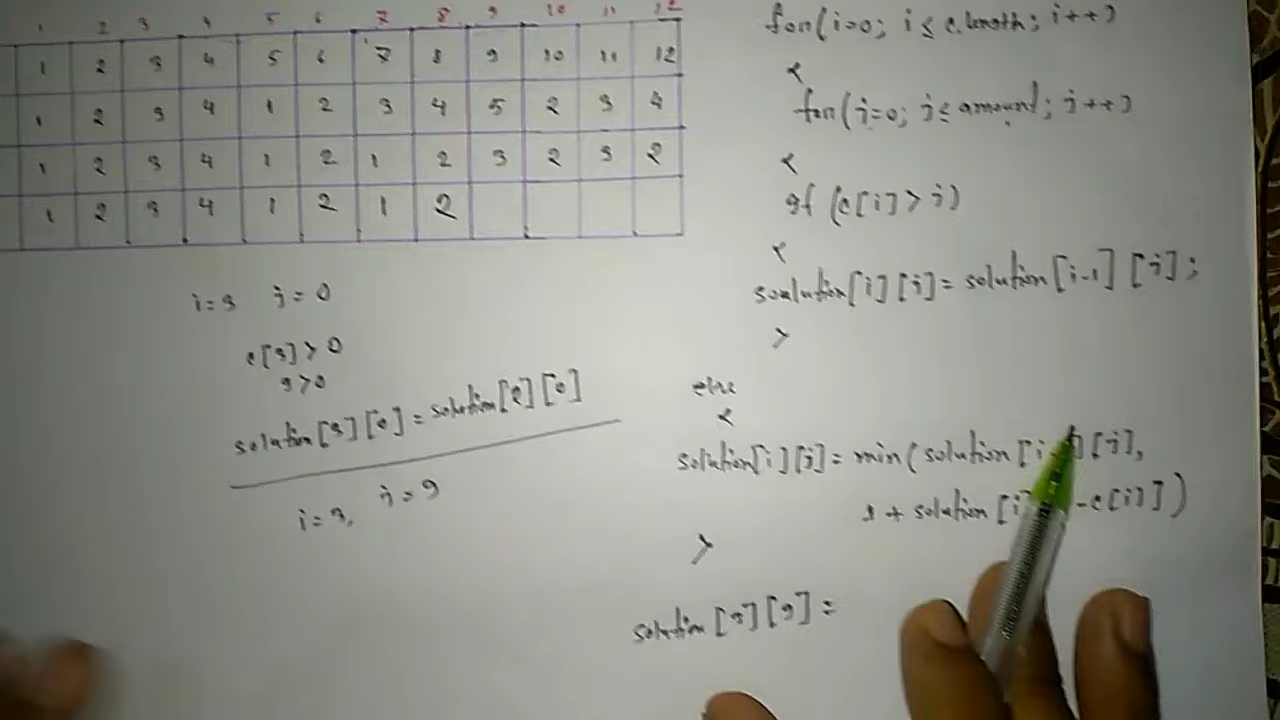 1 2 3 4 5 6 7 8 9 10 11 12
1 2 3 4 5 6 7 8 9 10 11 12
1 2 3 4 1 2 3 4 5 2 3 4
1 2 3 4 1 2 1 2 3 2 3 2
1 2 3 4 1 2 1 2
for(i=0; i ≤ c.length; i++)
{
for(j=0; j ≤ amount; j++)
{
if (c[i] > j)
{
soalution[i][j] = solution[i-1][j];
}
else
{
solution[i][j] = min(solution[i-1][j],
1 + solution[i] -c[i]])
}
solution[3][9] =
i=3 j=0
c[3] > 0
9 > 0
solution[3][0] = solution[2][0]
i=3, j=9